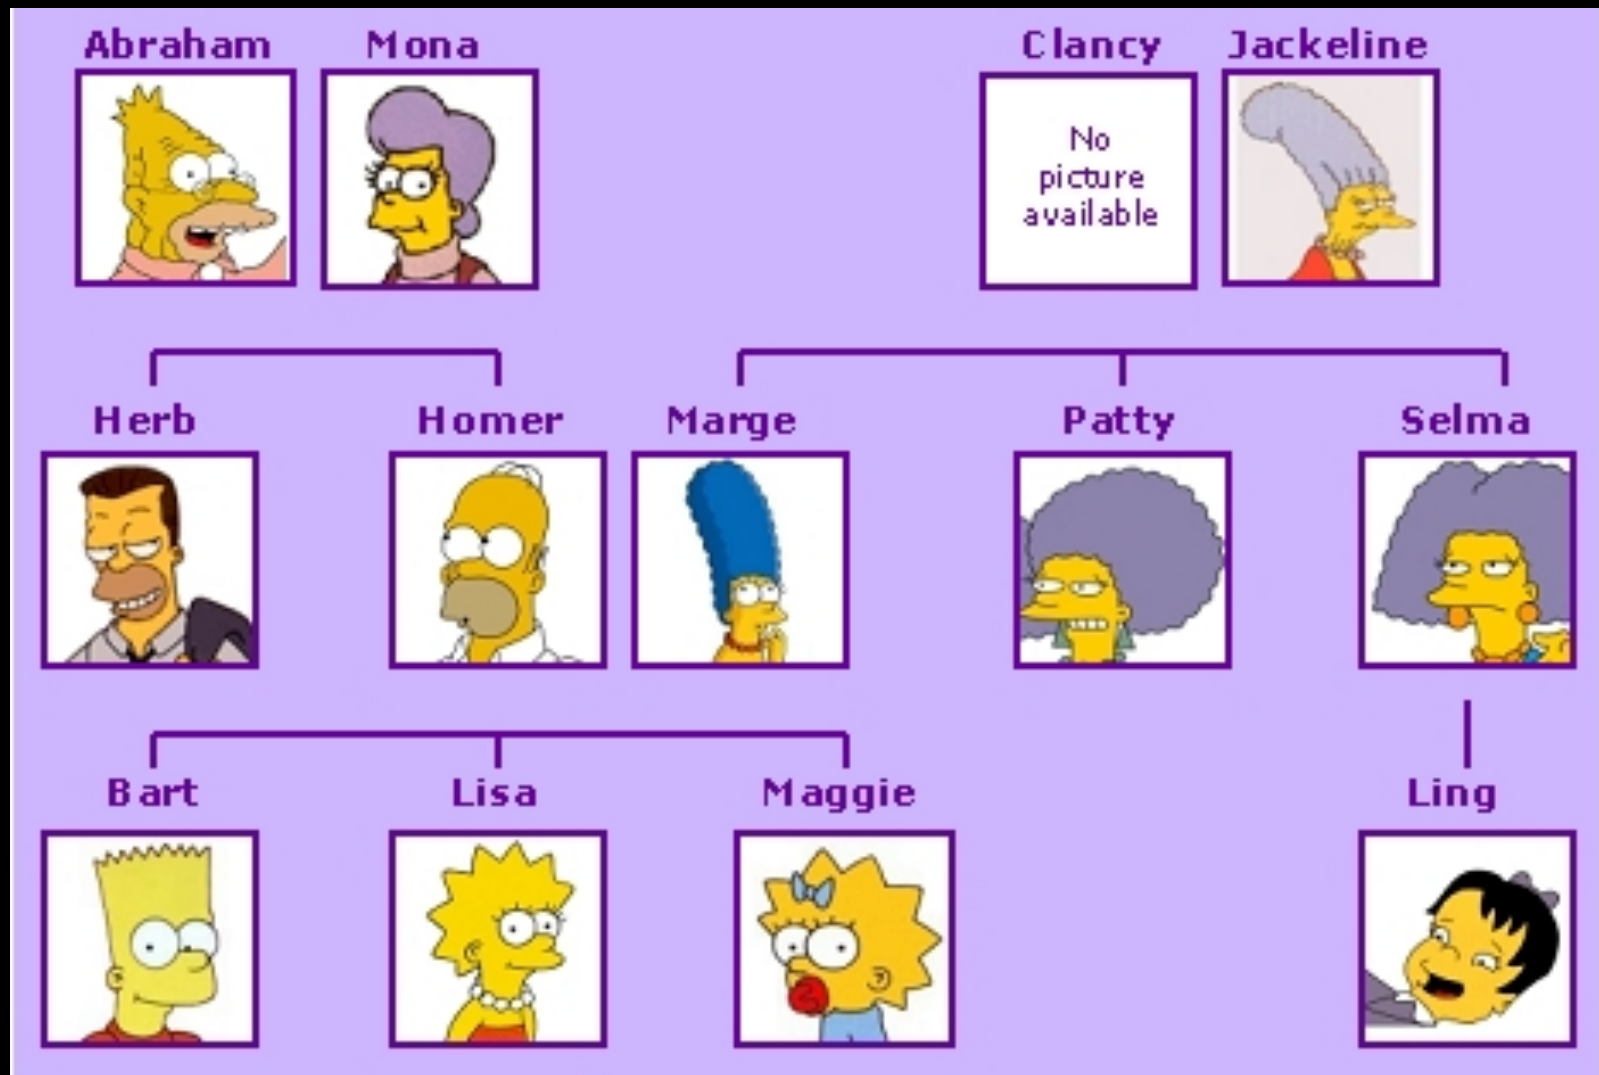 Abraham Mona Clancy Jackeline
No
picture
available
Herb Homer Marge Patty Selma
Bart Lisa Maggie Ling